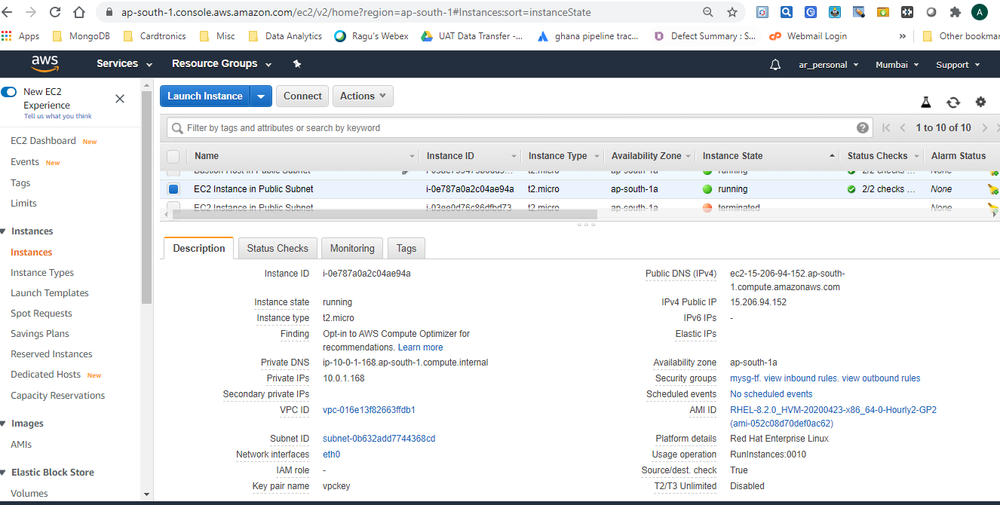 ap-south-1.console.aws.amazon.com/ec2/v2/home?region=ap-south-1#Instances:sort=instanceState
A
Apps MongoDB Cardtronics Misc Data Analytics Ragu's Webex UAT Data Transfer -... ghana pipeline trac... Defect Summary : S... Webmail Login » Other bookmar
aws Services Resource Groups ar_personal Mumbai Support
New EC2
Experience
Tell us what you think
EC2 Dashboard New
Events New
Tags
Limits
Instances
Instances
Instance Types
Launch Templates
Spot Requests
Savings Plans
Reserved Instances
Dedicated Hosts New
Capacity Reservations
Images
AMIs
Elastic Block Store
Volumes
Launch Instance Connect Actions
Filter by tags and attributes or search by keyword 1 to 10 of 10
Name Instance ID Instance Type Availability Zone Instance State Status Checks Alarm Status
Bastion Host in Public Subnet t2.micro ap-south-1a running 2/2 checks ... None
EC2 Instance in Public Subnet i-0e787a0a2c04ae94a t2.micro ap-south-1a running 2/2 checks ... None
EC2 Instance in Public Subnet i-03ee0d76c86dfbd73 t2.micro ap-south-1a terminated None
Description Status Checks Monitoring Tags
Instance ID i-0e787a0a2c04ae94a
Instance state running
Instance type t2.micro
Finding Opt-in to AWS Compute Optimizer for
recommendations. Learn more
Private DNS ip-10-0-1-168.ap-south-1.compute.internal
Private IPs 10.0.1.168
Secondary private IPs
VPC ID vpc-016e13f82663ffdb1
Subnet ID subnet-0b632add7744368cd
Network interfaces eth0
IAM role -
Key pair name vpckey
Public DNS (IPv4) ec2-15-206-94-152.ap-south-
1.compute.amazonaws.com
IPv4 Public IP 15.206.94.152
IPv6 IPs -
Elastic IPs
Availability zone ap-south-1a
Security groups mysg-tf. view inbound rules. view outbound rules
Scheduled events No scheduled events
AMI ID RHEL-8.2.0_HVM-20200423-x86_64-0-Hourly2-GP2
(ami-052c08d70def0ac62)
Platform details Red Hat Enterprise Linux
Usage operation RunInstances:0010
Source/dest. check True
T2/T3 Unlimited Disabled